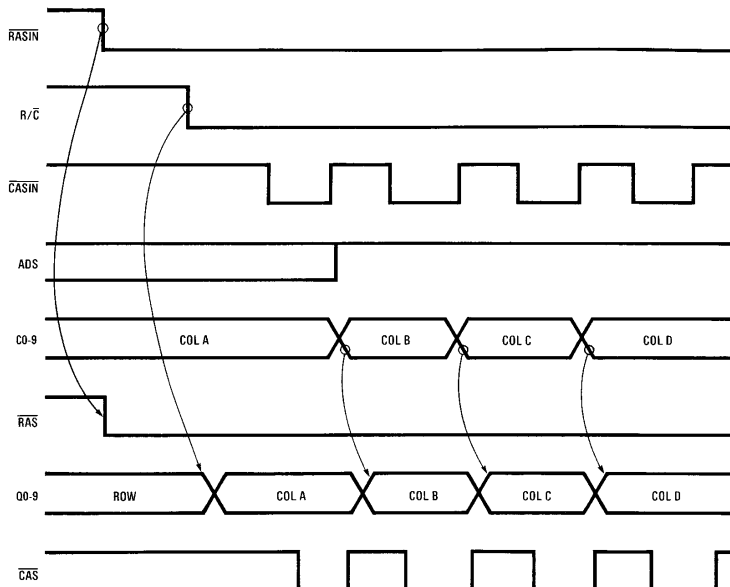 RASIN
R/C
CASIN
ADS
C0-9 COL A COL B COL C COL D
RAS
Q0-9 ROW COL A COL B COL C COL D
CAS